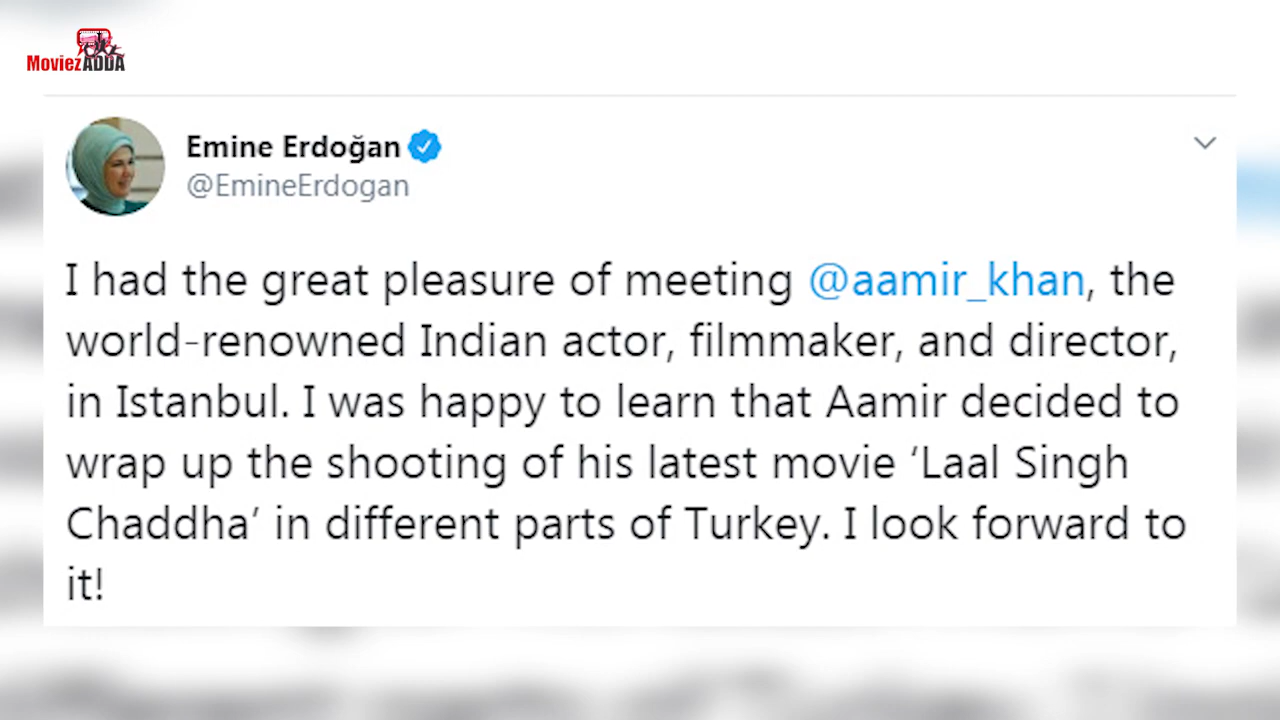 MoviezADDA
Emine Erdoğan
@EmineErdogan
I had the great pleasure of meeting @aamir_khan, the
world-renowned Indian actor, filmmaker, and director,
in Istanbul. I was happy to learn that Aamir decided to
wrap up the shooting of his latest movie ‘Laal Singh
Chaddha’ in different parts of Turkey. I look forward to
it!